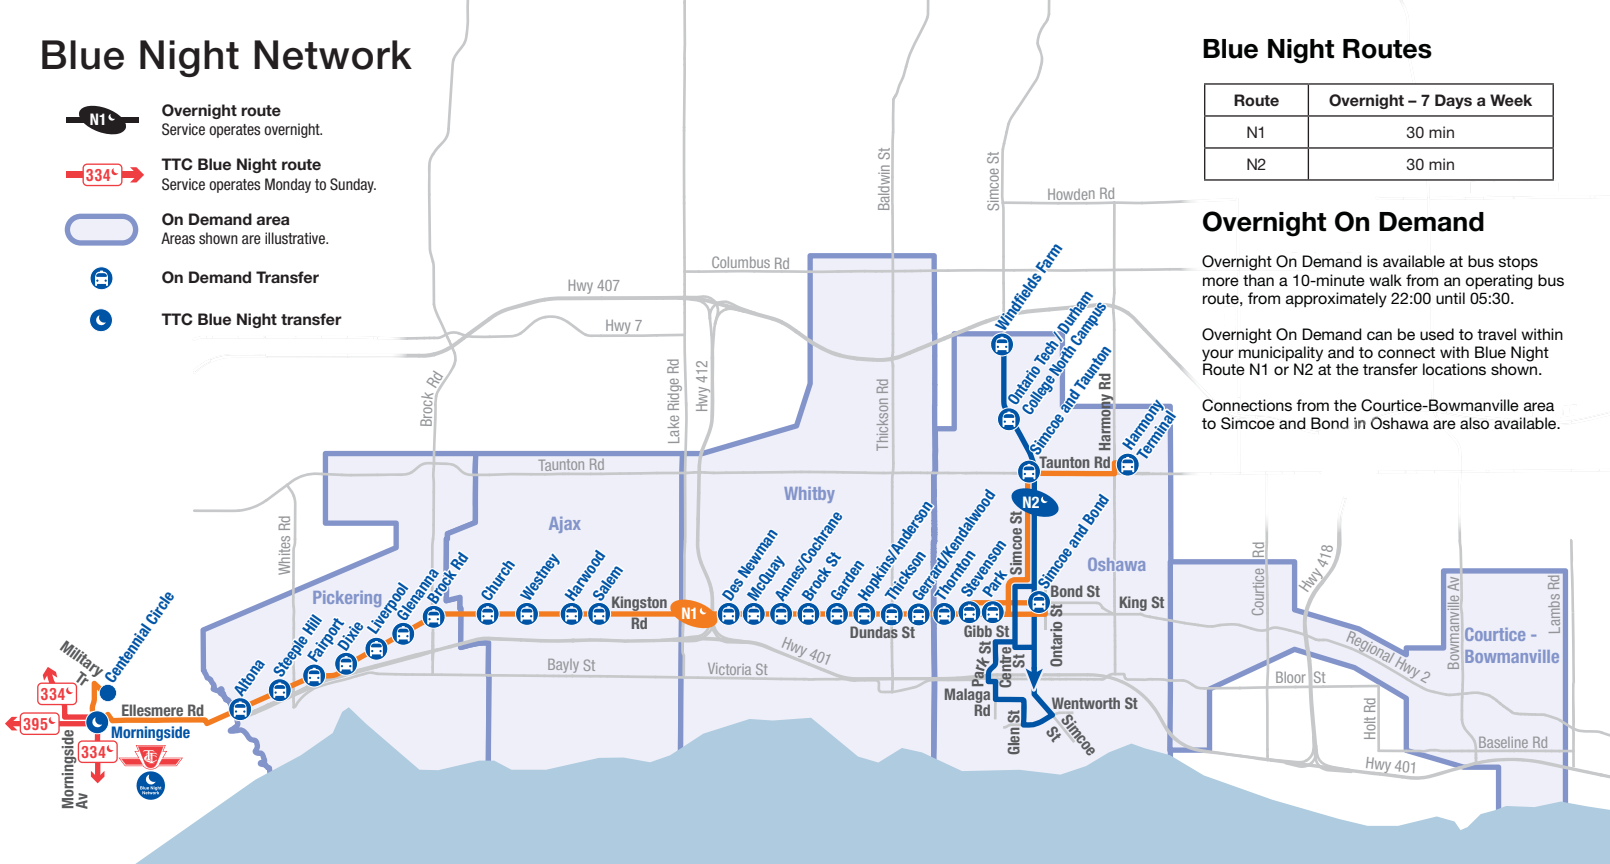 Blue Night Network
N1
Overnight route
Service operates overnight.
334
TTC Blue Night route
Service operates Monday to Sunday.
On Demand area
Areas shown are illustrative.
On Demand Transfer
TTC Blue Night transfer
Blue Night Routes
Route Overnight – 7 Days a Week
N1 30 min
N2 30 min
Overnight On Demand
Overnight On Demand is available at bus stops
more than a 10-minute walk from an operating bus
route, from approximately 22:00 until 05:30.
Overnight On Demand can be used to travel within
your municipality and to connect with Blue Night
Route N1 or N2 at the transfer locations shown.
Connections from the Courtice-Bowmanville area
to Simcoe and Bond in Oshawa are also available.
Baldwin St
Simcoe St
Howden Rd
Columbus Rd
Hwy 407
Hwy 7
Brock Rd
Lake Ridge Rd
Hwy 412
Thickson Rd
Harmony Rd
Taunton Rd
Taunton Rd
Whites Rd
Windfields Farm
Ontario Tech / Durham
College North Campus
Simcoe and Taunton
Harmony
Terminal
N2
Simcoe St
Simcoe and Bond
Whitby
Ajax
Pickering
Oshawa
Courtice -
Bowmanville
Centennial Circle
Military
Tr
334
395
334
Morningside
Morningside
Av
TTC
Blue Night
Network
Ellesmere Rd
Altona
Steeple Hill
Fairport
Dixie
Liverpool
Glenanna
Brock Rd
Church
Westney
Harwood
Salem
Kingston
Rd
N1
Des Newman
McQuay
Annes/Cochrane
Brock St
Garden
Hopkins/Anderson
Thickson
Gerrard/Kendalwood
Thornton
Stevenson
Park
Bond St
King St
Dundas St
Gibb St
Ontario St
Park St
Centre
St
Malaga
Rd
Glen St
Wentworth St
Simcoe
St
Bayly St
Victoria St
Hwy 401
Courtice Rd
Hwy 418
Regional Hwy 2
Bowmanville Av
Lambs Rd
Bloor St
Holt Rd
Baseline Rd
Hwy 401